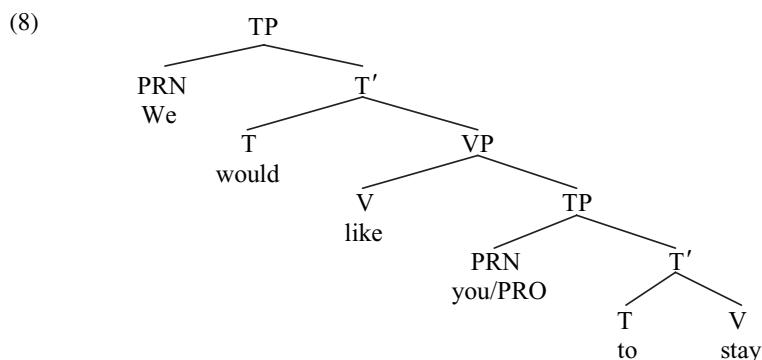 (8)
TP
PRN T′
We
T VP
would
V TP
like
PRN T′
you/PRO
T V
to stay